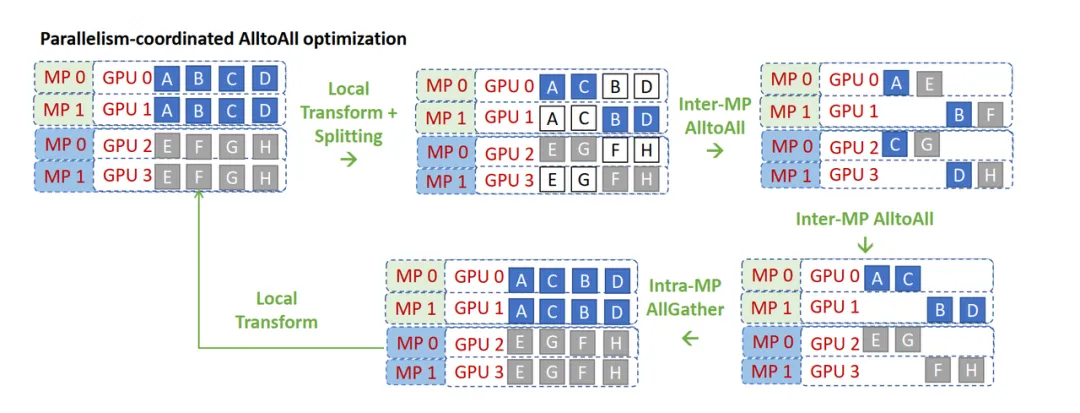 Parallelism-coordinated AlltoAll optimization
MP 0 GPU 0 A B C D
MP 1 GPU 1 A B C D
MP 0 GPU 2 E F G H
MP 1 GPU 3 E F G H
Local
Transform +
Splitting
MP 0 GPU 0 A C B D
MP 1 GPU 1 A C B D
MP 0 GPU 2 E G F H
MP 1 GPU 3 E G F H
Inter-MP
AlltoAll
MP 0 GPU 0 A E
MP 1 GPU 1 B F
MP 0 GPU 2 C G
MP 1 GPU 3 D H
Inter-MP AlltoAll
MP 0 GPU 0 A C
MP 1 GPU 1 B D
MP 0 GPU 2 E G
MP 1 GPU 3 F H
Intra-MP
AllGather
MP 0 GPU 0 A C B D
MP 1 GPU 1 A C B D
MP 0 GPU 2 E G F H
MP 1 GPU 3 E G F H
Local
Transform